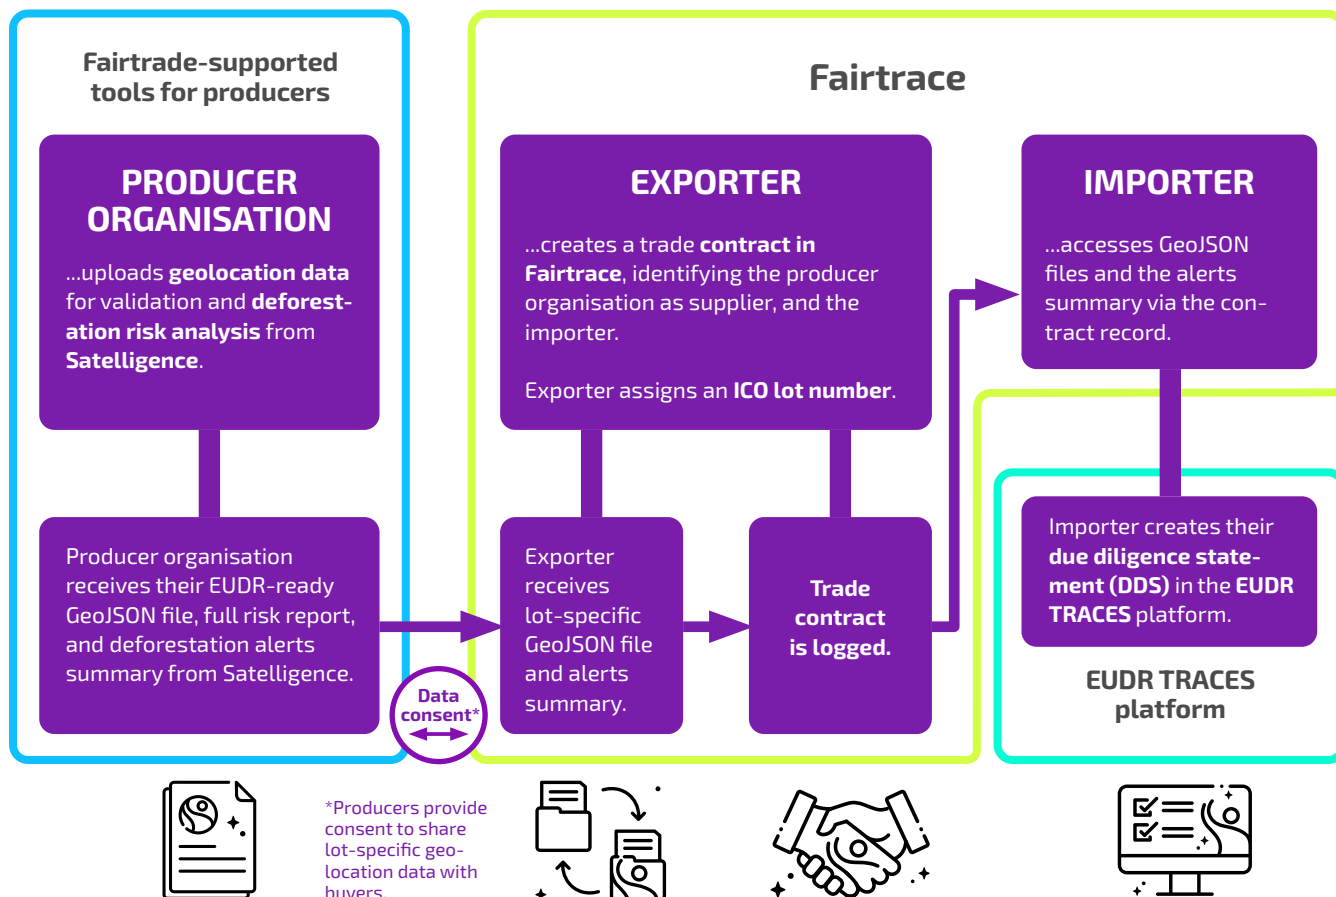 Fairtrade-supported
tools for producers
PRODUCER
ORGANISATION
...uploads geolocation data
for validation and deforest-
ation risk analysis from
Satelligence.
Producer organisation
receives their EUDR-ready
GeoJSON file, full risk report,
and deforestation alerts
summary from Satelligence.
Data
consent*
*Producers provide
consent to share
lot-specific geo-
location data with
buyers.
Fairtrace
EXPORTER
...creates a trade contract in
Fairtrace, identifying the producer
organisation as supplier, and the
importer.
Exporter assigns an ICO lot number.
Exporter
receives
lot-specific
GeoJSON file
and alerts
summary.
Trade
contract
is logged.
IMPORTER
...accesses GeoJSON
files and the alerts
summary via the con-
tract record.
Importer creates their
due diligence state-
ment (DDS) in the EUDR
TRACES platform.
EUDR TRACES
platform